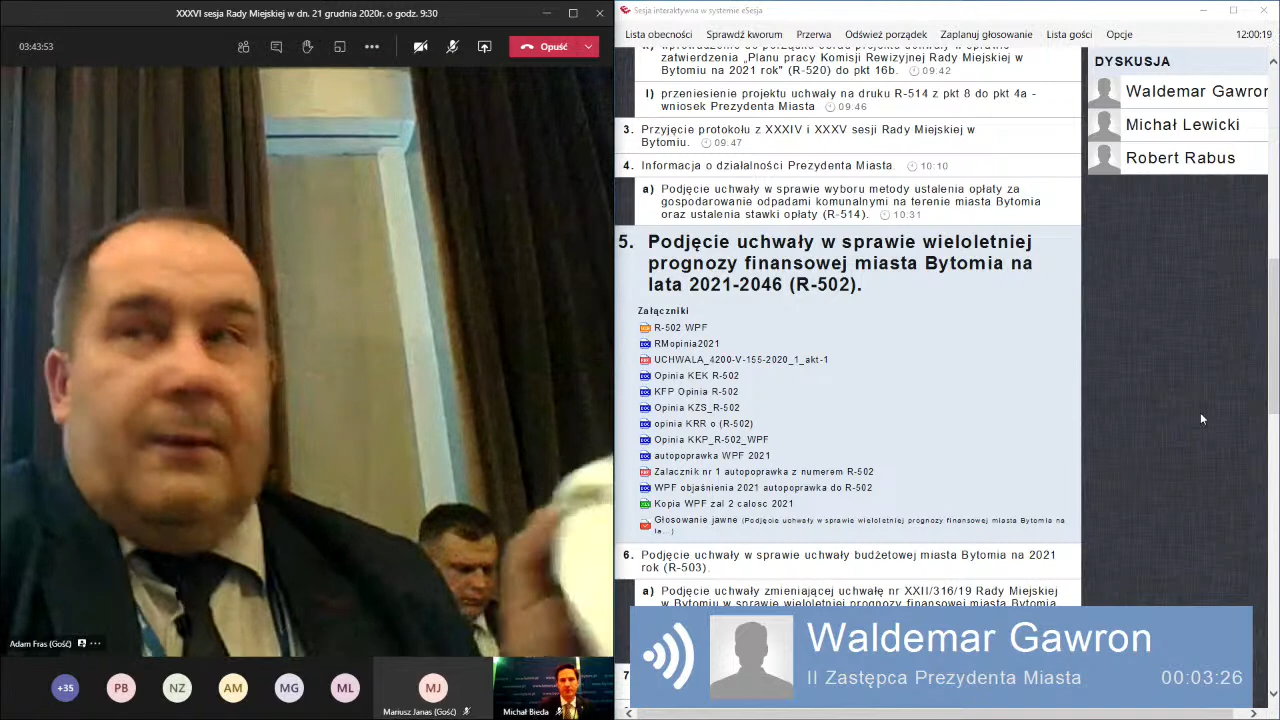 XXXVI sesja Rady Miejskiej w dn. 21 grudnia 2020, o godz. 9:30
03:43:53
Opuść
Adam Fras (Gość)
+35
NZ
AM
NL
MJ
Mariusz Janas (Gość)
Michał Bieda
Sesja interaktywna w systemie eSesja
Lista obecności Sprawdź kworum Przerwa Odśwież porządek Zaplanuj głosowanie Lista gości Opcje 12:00:19
zatwierdzenia „Planu pracy Komisji Rewizyjnej Rady Miejskiej w
Bytomiu na 2021 rok" (R-520) do pkt 16b. 09:42
l) przeniesienie projektu uchwały na druku R-514 z pkt 8 do pkt 4a -
wniosek Prezydenta Miasta 09:46
3. Przyjęcie protokołu z XXXIV i XXXV sesji Rady Miejskiej w
Bytomiu. 09:47
4. Informacja o działalności Prezydenta Miasta. 10:10
a) Podjęcie uchwały w sprawie wyboru metody ustalenia opłaty za
gospodarowanie odpadami komunalnymi na terenie miasta Bytomia
oraz ustalenia stawki opłaty (R-514). 10:31
5. Podjęcie uchwały w sprawie wieloletniej
prognozy finansowej miasta Bytomia na
lata 2021-2046 (R-502).
Załączniki
R-502 WPF
RMopinia2021
UCHWALA_4200-V-155-2020_1_akt-1
Opinia KEK R-502
KFP Opinia R-502
Opinia KZS_R-502
opinia KRR o (R-502)
Opinia KKP_R-502_WPF
autopoprawka WPF 2021
Zalacznik nr 1 autopoprawka z numerem R-502
WPF objaśnienia 2021 autopoprawka do R-502
Kopia WPF zal 2 calosc 2021
Głosowanie jawne (Podjęcie uchwały w sprawie wieloletniej prognozy finansowej miasta Bytomia na
la...)
6. Podjęcie uchwały w sprawie uchwały budżetowej miasta Bytomia na 2021
rok (R-503).
a) Podjęcie uchwały zmieniającej uchwałę nr XXII/316/19 Rady Miejskiej
w Bytomiu w sprawie wieloletniej prognozy finansowej miasta Bytomia
7
DYSKUSJA
Waldemar Gawron
Michał Lewicki
Robert Rabus
Waldemar Gawron
II Zastępca Prezydenta Miasta